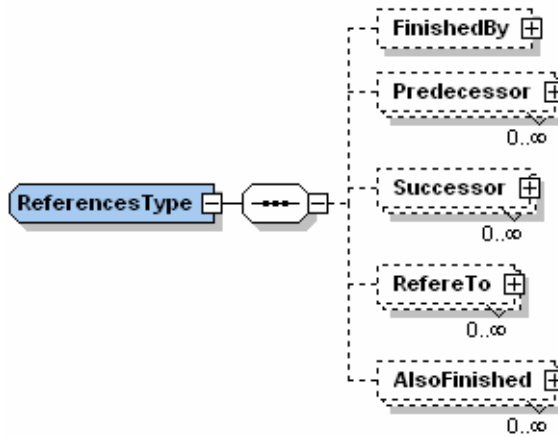 FinishedBy
Predecessor
0..∞
ReferencesType
Successor
0..∞
RefereTo
0..∞
AlsoFinished
0..∞